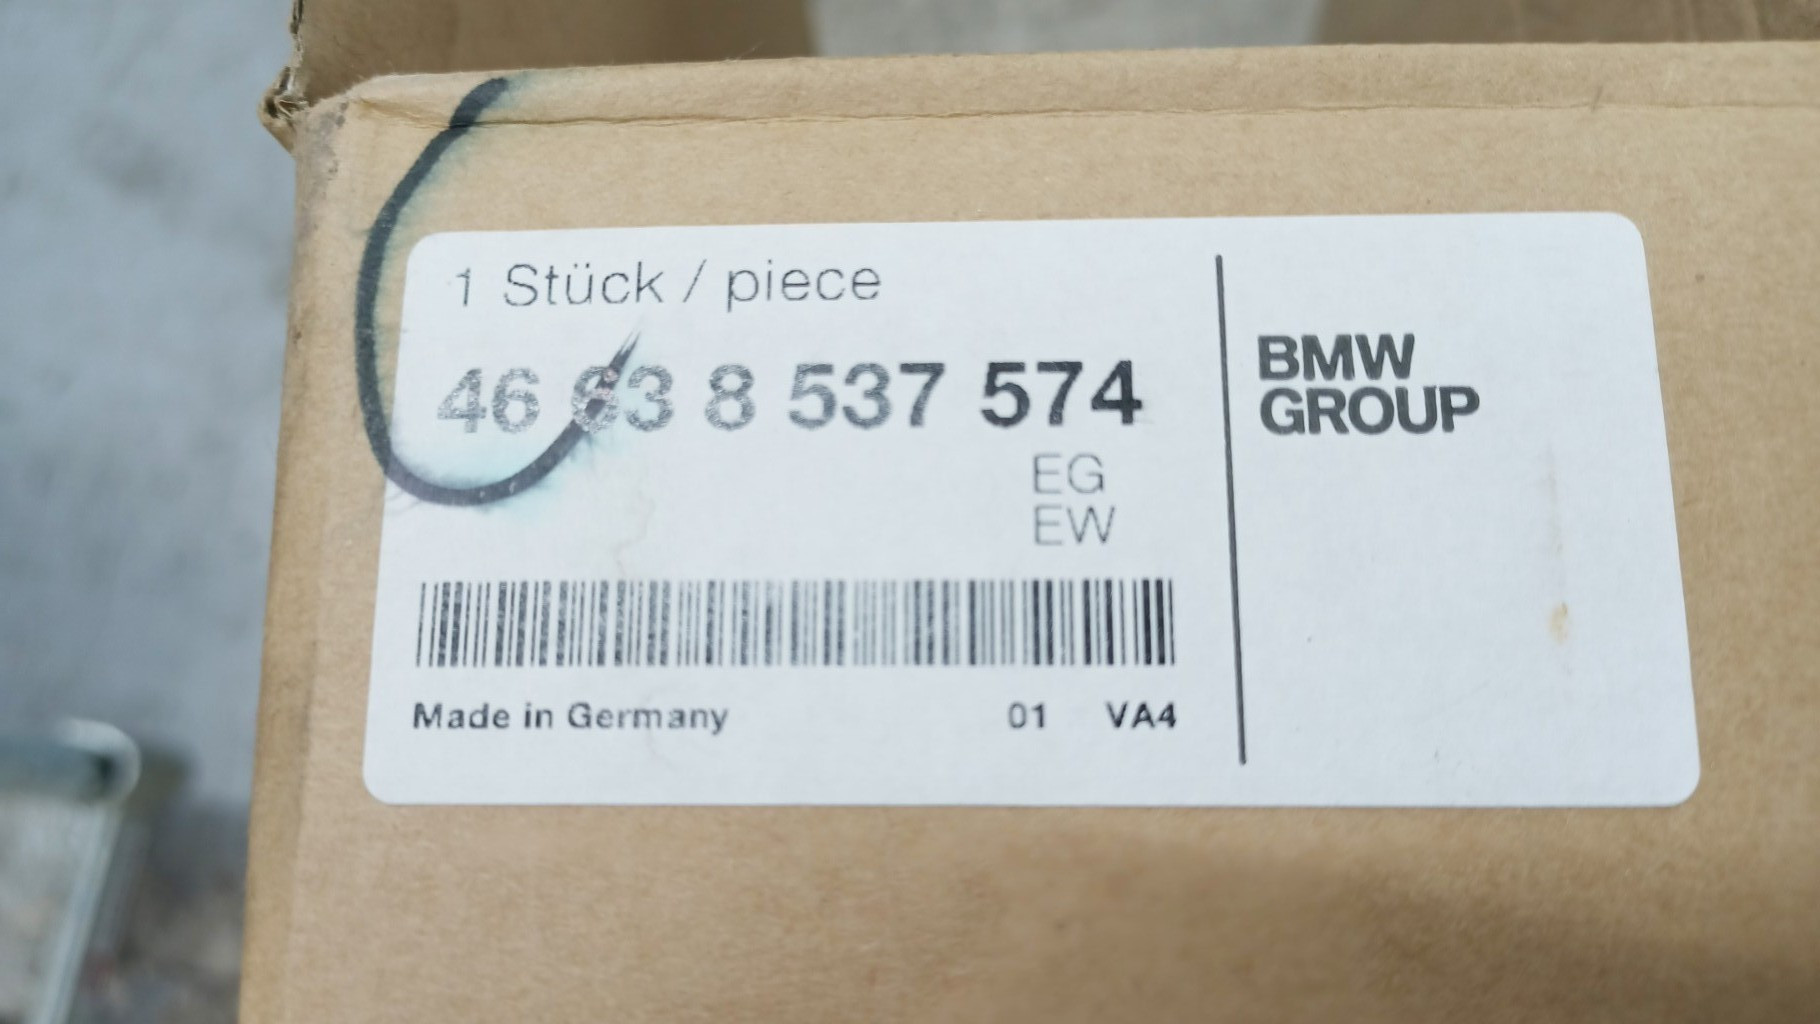 1 Stück / piece
46 63 8 537 574
EG
EW
Made in Germany 01 VA4
BMW
GROUP